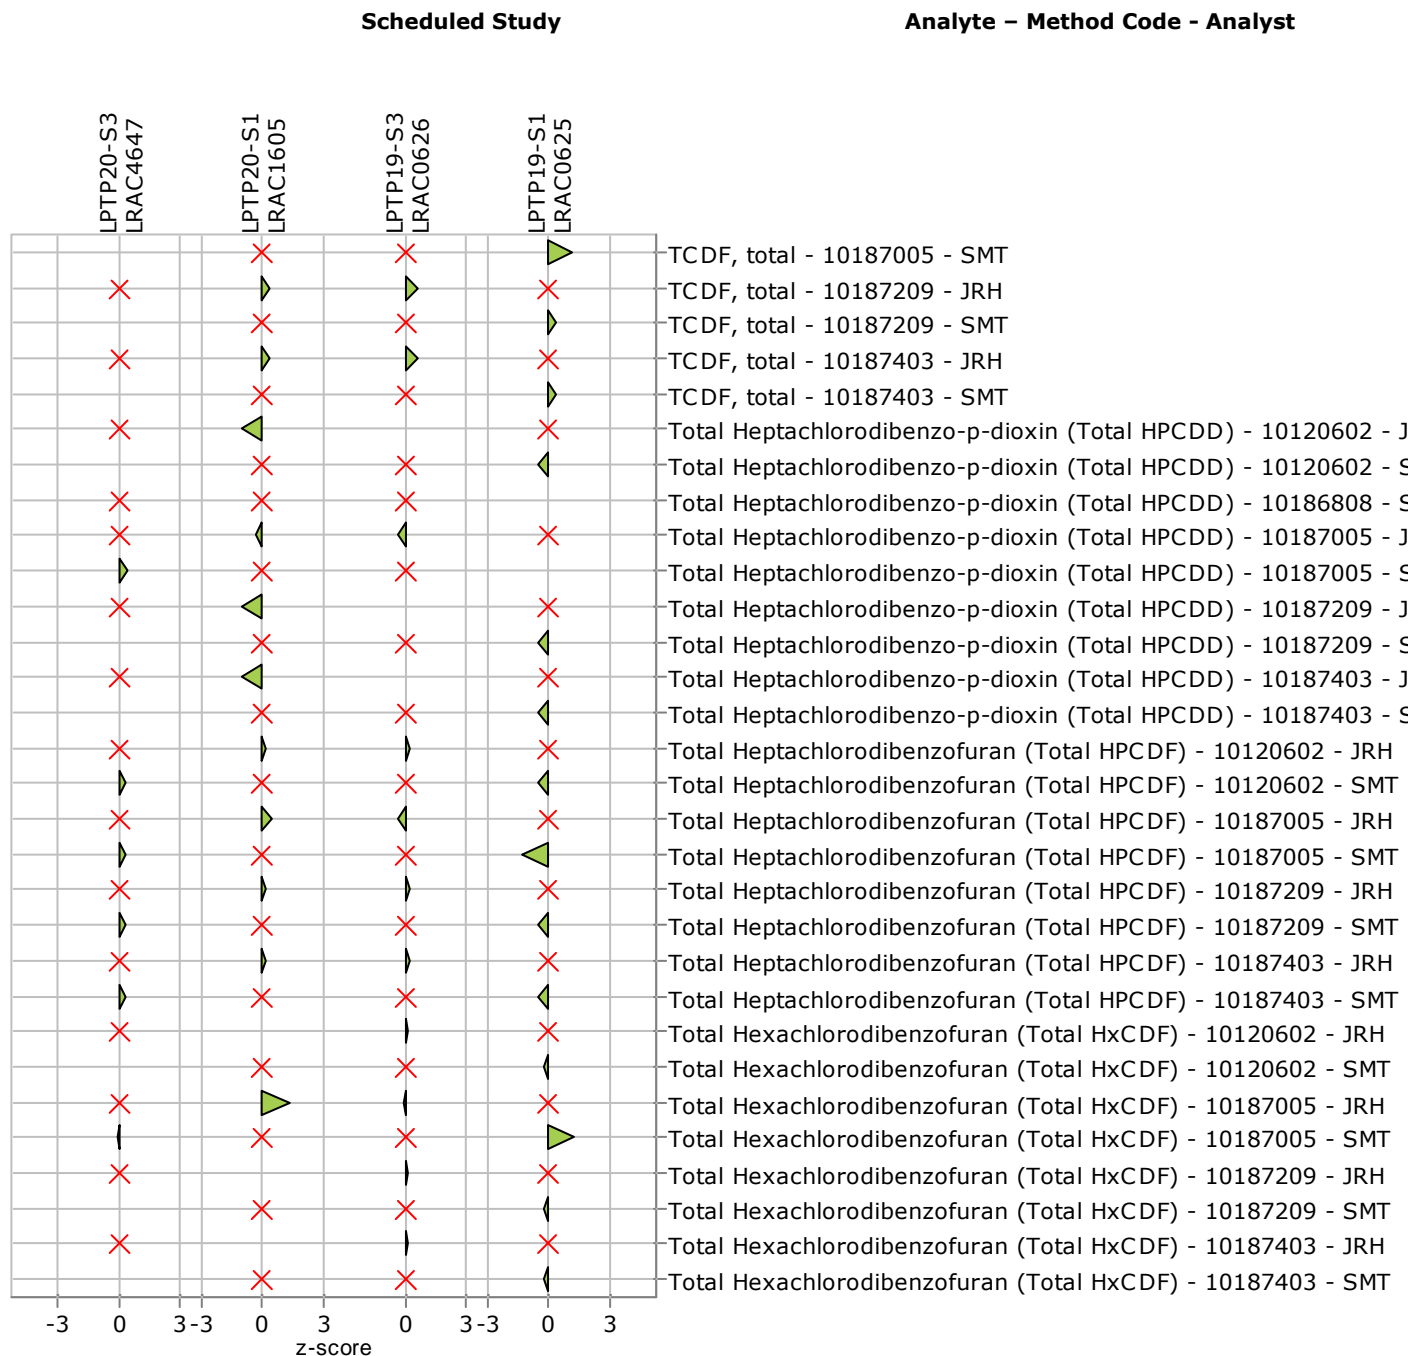 Scheduled Study
Analyte – Method Code - Analyst
LPTP20-S3
LRAC4647
LPTP20-S1
LRAC1605
LPTP19-S3
LRAC0626
LPTP19-S1
LRAC0625
TCDF, total - 10187005 - SMT
TCDF, total - 10187209 - JRH
TCDF, total - 10187209 - SMT
TCDF, total - 10187403 - JRH
TCDF, total - 10187403 - SMT
Total Heptachlorodibenzo-p-dioxin (Total HPCDD) - 10120602 - J
Total Heptachlorodibenzo-p-dioxin (Total HPCDD) - 10120602 - S
Total Heptachlorodibenzo-p-dioxin (Total HPCDD) - 10186808 - S
Total Heptachlorodibenzo-p-dioxin (Total HPCDD) - 10187005 - J
Total Heptachlorodibenzo-p-dioxin (Total HPCDD) - 10187005 - S
Total Heptachlorodibenzo-p-dioxin (Total HPCDD) - 10187209 - J
Total Heptachlorodibenzo-p-dioxin (Total HPCDD) - 10187209 - S
Total Heptachlorodibenzo-p-dioxin (Total HPCDD) - 10187403 - J
Total Heptachlorodibenzo-p-dioxin (Total HPCDD) - 10187403 - S
Total Heptachlorodibenzofuran (Total HPCDF) - 10120602 - JRH
Total Heptachlorodibenzofuran (Total HPCDF) - 10120602 - SMT
Total Heptachlorodibenzofuran (Total HPCDF) - 10187005 - JRH
Total Heptachlorodibenzofuran (Total HPCDF) - 10187005 - SMT
Total Heptachlorodibenzofuran (Total HPCDF) - 10187209 - JRH
Total Heptachlorodibenzofuran (Total HPCDF) - 10187209 - SMT
Total Heptachlorodibenzofuran (Total HPCDF) - 10187403 - JRH
Total Heptachlorodibenzofuran (Total HPCDF) - 10187403 - SMT
Total Hexachlorodibenzofuran (Total HxCDF) - 10120602 - JRH
Total Hexachlorodibenzofuran (Total HxCDF) - 10120602 - SMT
Total Hexachlorodibenzofuran (Total HxCDF) - 10187005 - JRH
Total Hexachlorodibenzofuran (Total HxCDF) - 10187005 - SMT
Total Hexachlorodibenzofuran (Total HxCDF) - 10187209 - JRH
Total Hexachlorodibenzofuran (Total HxCDF) - 10187209 - SMT
Total Hexachlorodibenzofuran (Total HxCDF) - 10187403 - JRH
Total Hexachlorodibenzofuran (Total HxCDF) - 10187403 - SMT
-3 0 3 -3 0 3 0 3 -3 0 3
z-score